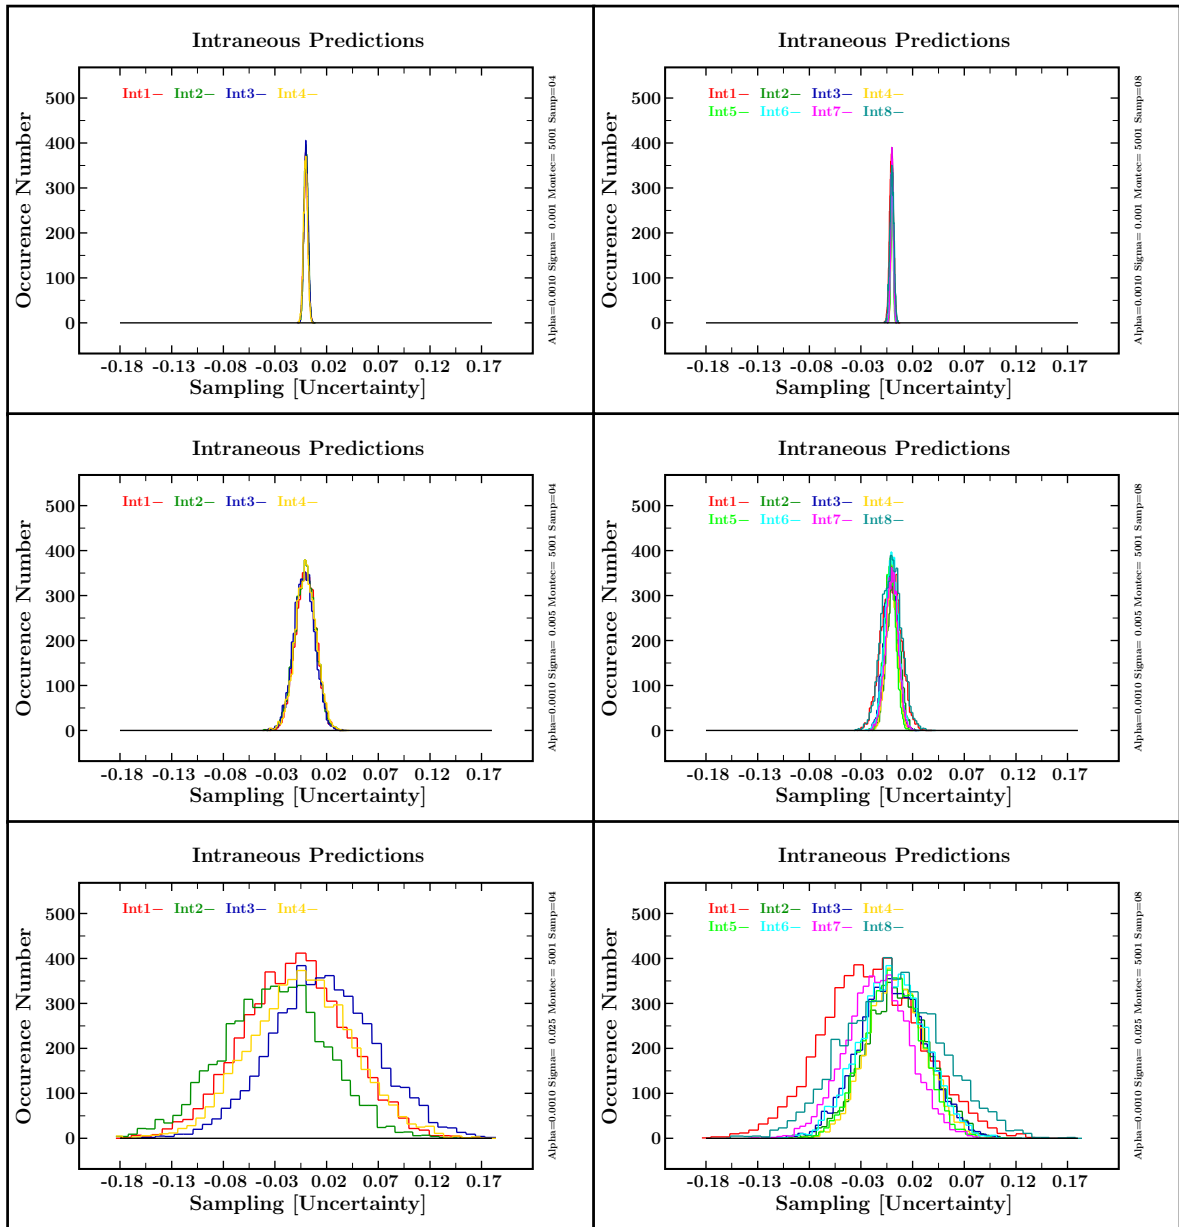 Intraneous Predictions
Int1− Int2− Int3− Int4−
500
400
300
200
100
0
Occurence Number
-0.18 -0.13 -0.08 -0.03 0.02 0.07 0.12 0.17
Sampling [Uncertainty]
Alpha=0.0010 Sigma= 0.001 Montec= 5001 Samp=04
Intraneous Predictions
Int1− Int2− Int3− Int4−
Int5− Int6− Int7− Int8−
500
400
300
200
100
0
Occurence Number
-0.18 -0.13 -0.08 -0.03 0.02 0.07 0.12 0.17
Sampling [Uncertainty]
Alpha=0.0010 Sigma= 0.001 Montec= 5001 Samp=08
Intraneous Predictions
Int1− Int2− Int3− Int4−
500
400
300
200
100
0
Occurence Number
-0.18 -0.13 -0.08 -0.03 0.02 0.07 0.12 0.17
Sampling [Uncertainty]
Alpha=0.0010 Sigma= 0.005 Montec= 5001 Samp=04
Intraneous Predictions
Int1− Int2− Int3− Int4−
Int5− Int6− Int7− Int8−
500
400
300
200
100
0
Occurence Number
-0.18 -0.13 -0.08 -0.03 0.02 0.07 0.12 0.17
Sampling [Uncertainty]
Alpha=0.0010 Sigma= 0.005 Montec= 5001 Samp=08
Intraneous Predictions
Int1− Int2− Int3− Int4−
500
400
300
200
100
0
Occurence Number
-0.18 -0.13 -0.08 -0.03 0.02 0.07 0.12 0.17
Sampling [Uncertainty]
Alpha=0.0010 Sigma= 0.025 Montec= 5001 Samp=04
Intraneous Predictions
Int1− Int2− Int3− Int4−
Int5− Int6− Int7− Int8−
500
400
300
200
100
0
Occurence Number
-0.18 -0.13 -0.08 -0.03 0.02 0.07 0.12 0.17
Sampling [Uncertainty]
Alpha=0.0010 Sigma= 0.025 Montec= 5001 Samp=08